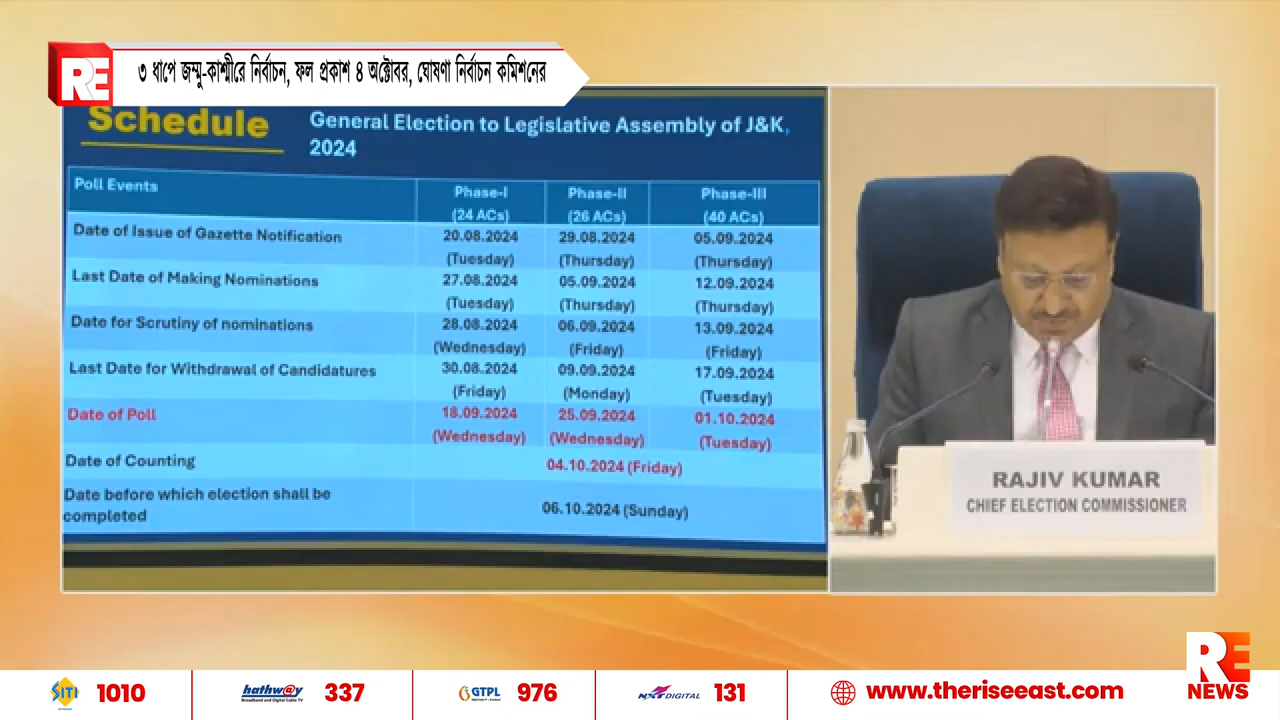 RE
৩ ধাপে জম্মু-কাশ্মীরে নির্বাচন, ফল প্রকাশ ৪ অক্টোবর, ঘোষণা নির্বাচন কমিশনের
Schedule
General Election to Legislative Assembly of J&K,
2024
Poll Events
Phase-I
(24 ACs)
Phase-II
(26 ACs)
Phase-III
(40 ACs)
Date of Issue of Gazette Notification
20.08.2024
(Tuesday)
29.08.2024
(Thursday)
05.09.2024
(Thursday)
Last Date of Making Nominations
27.08.2024
(Tuesday)
05.09.2024
(Thursday)
12.09.2024
(Thursday)
Date for Scrutiny of nominations
28.08.2024
(Wednesday)
06.09.2024
(Friday)
13.09.2024
(Friday)
Last Date for Withdrawal of Candidatures
30.08.2024
(Friday)
09.09.2024
(Monday)
17.09.2024
(Tuesday)
Date of Poll
18.09.2024
(Wednesday)
25.09.2024
(Wednesday)
01.10.2024
(Tuesday)
Date of Counting
04.10.2024 (Friday)
Date before which election shall be
completed
06.10.2024 (Sunday)
RAJIV KUMAR
CHIEF ELECTION COMMISSIONER
RE
NEWS
SITI 1010
hathw@y
Broadband and Digital Cable TV
337
GTPL 976
NXT DIGITAL 131
www.theriseeast.com